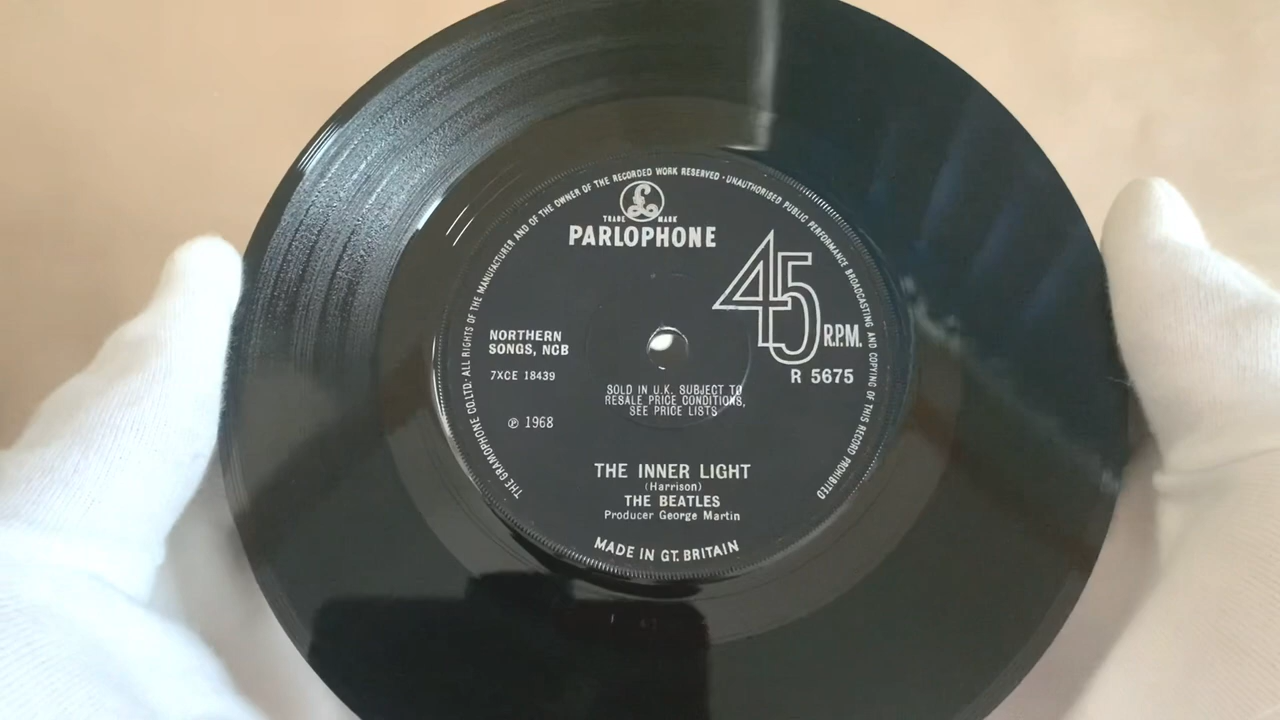 THE GRAMOPHONE CO.LTD. ALL RIGHTS OF THE MANUFACTURER AND OF THE OWNER OF THE RECORDED WORK RESERVED · UNAUTHORISED PUBLIC PERFORMANCE BROADCASTING AND COPYING OF THIS RECORD PROHIBITED
£
TRADE MARK
PARLOPHONE
45 R.P.M.
NORTHERN
SONGS, NCB
7XCE 18439
R 5675
SOLD IN U.K. SUBJECT TO
RESALE PRICE CONDITIONS,
SEE PRICE LISTS
℗ 1968
THE INNER LIGHT
(Harrison)
THE BEATLES
Producer George Martin
MADE IN GT. BRITAIN